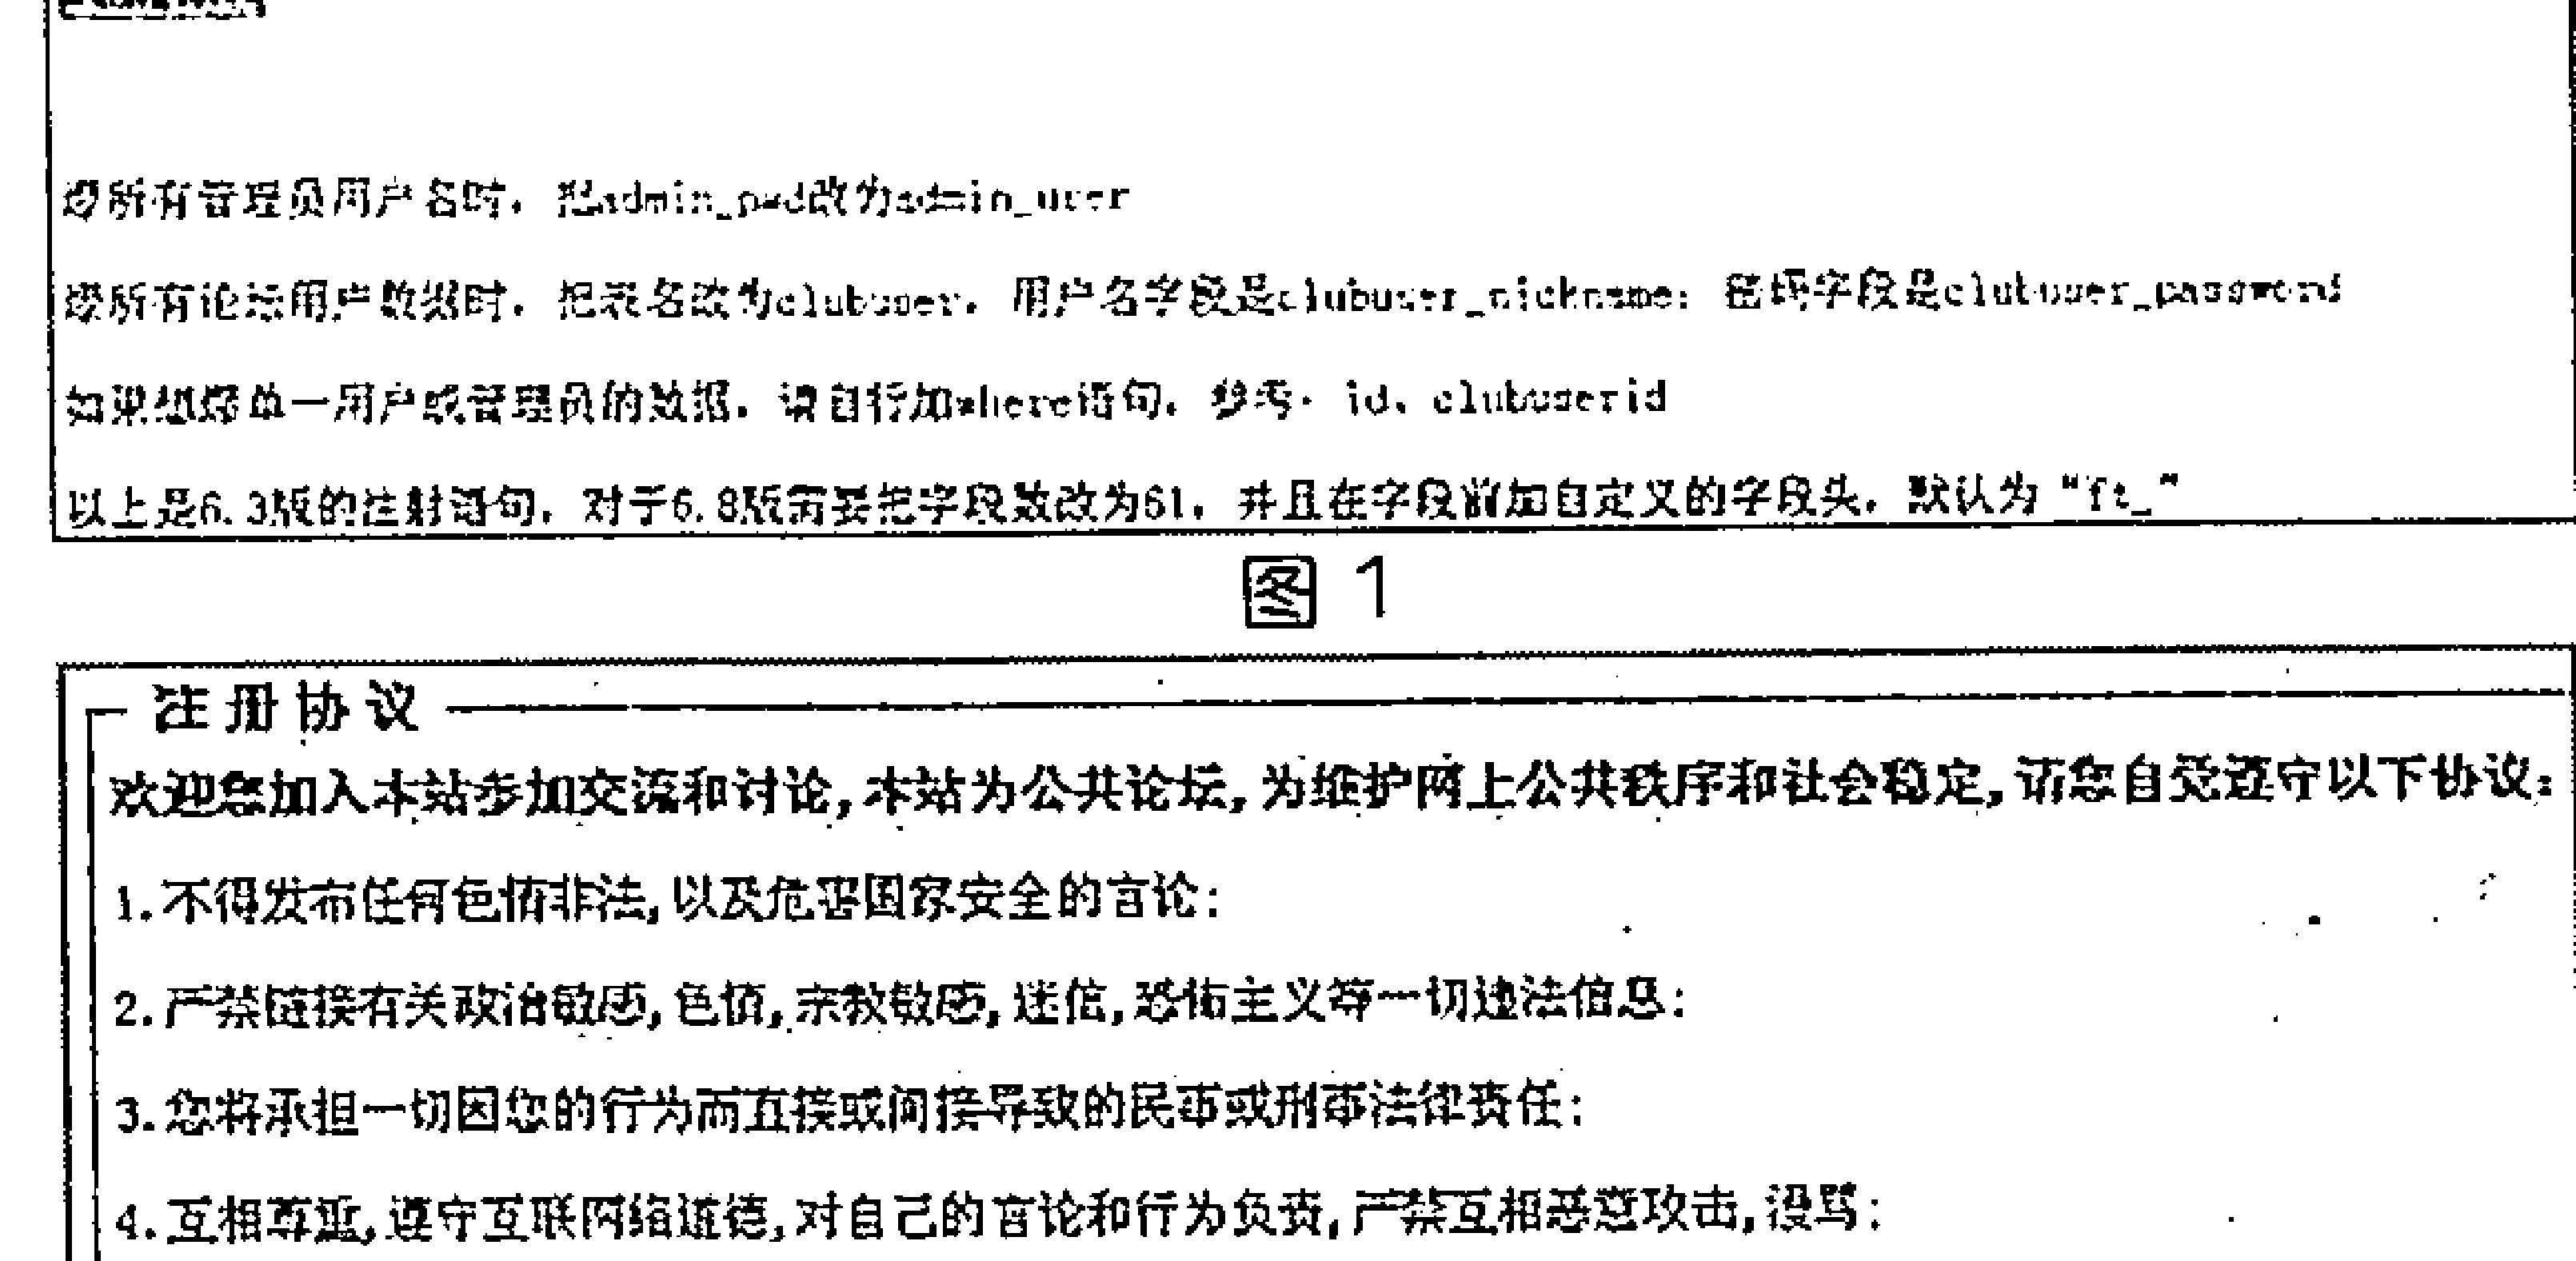 爆所有管理员用户名时，把admin_pwd改为admin_user
爆所有论坛用户数据时，把表名改为clubuser，用户名字段是clubuser_nickname；密码字段是clubuser_password
如果想爆单一用户或管理员的数据，请自行加where语句，参考：id、clubuserid
以上是6.3版的注射语句，对于6.8版需要把字段数改为61，并且在字段前加自定义的字段头，默认为“ft_”
图 1
注册协议
欢迎您加入本站参加交流和讨论,本站为公共论坛,为维护网上公共秩序和社会稳定,请您自觉遵守以下协议:
1.不得发布任何色情非法,以及危害国家安全的言论:
2.严禁链接有关政治敏感,色情,宗教敏感,迷信,恐怖主义等一切违法信息:
3.您将承担一切因您的行为而直接或间接导致的民事或刑事法律责任:
4.互相尊重,遵守互联网络道德,对自己的言论和行为负责,严禁互相恶意攻击,漫骂: